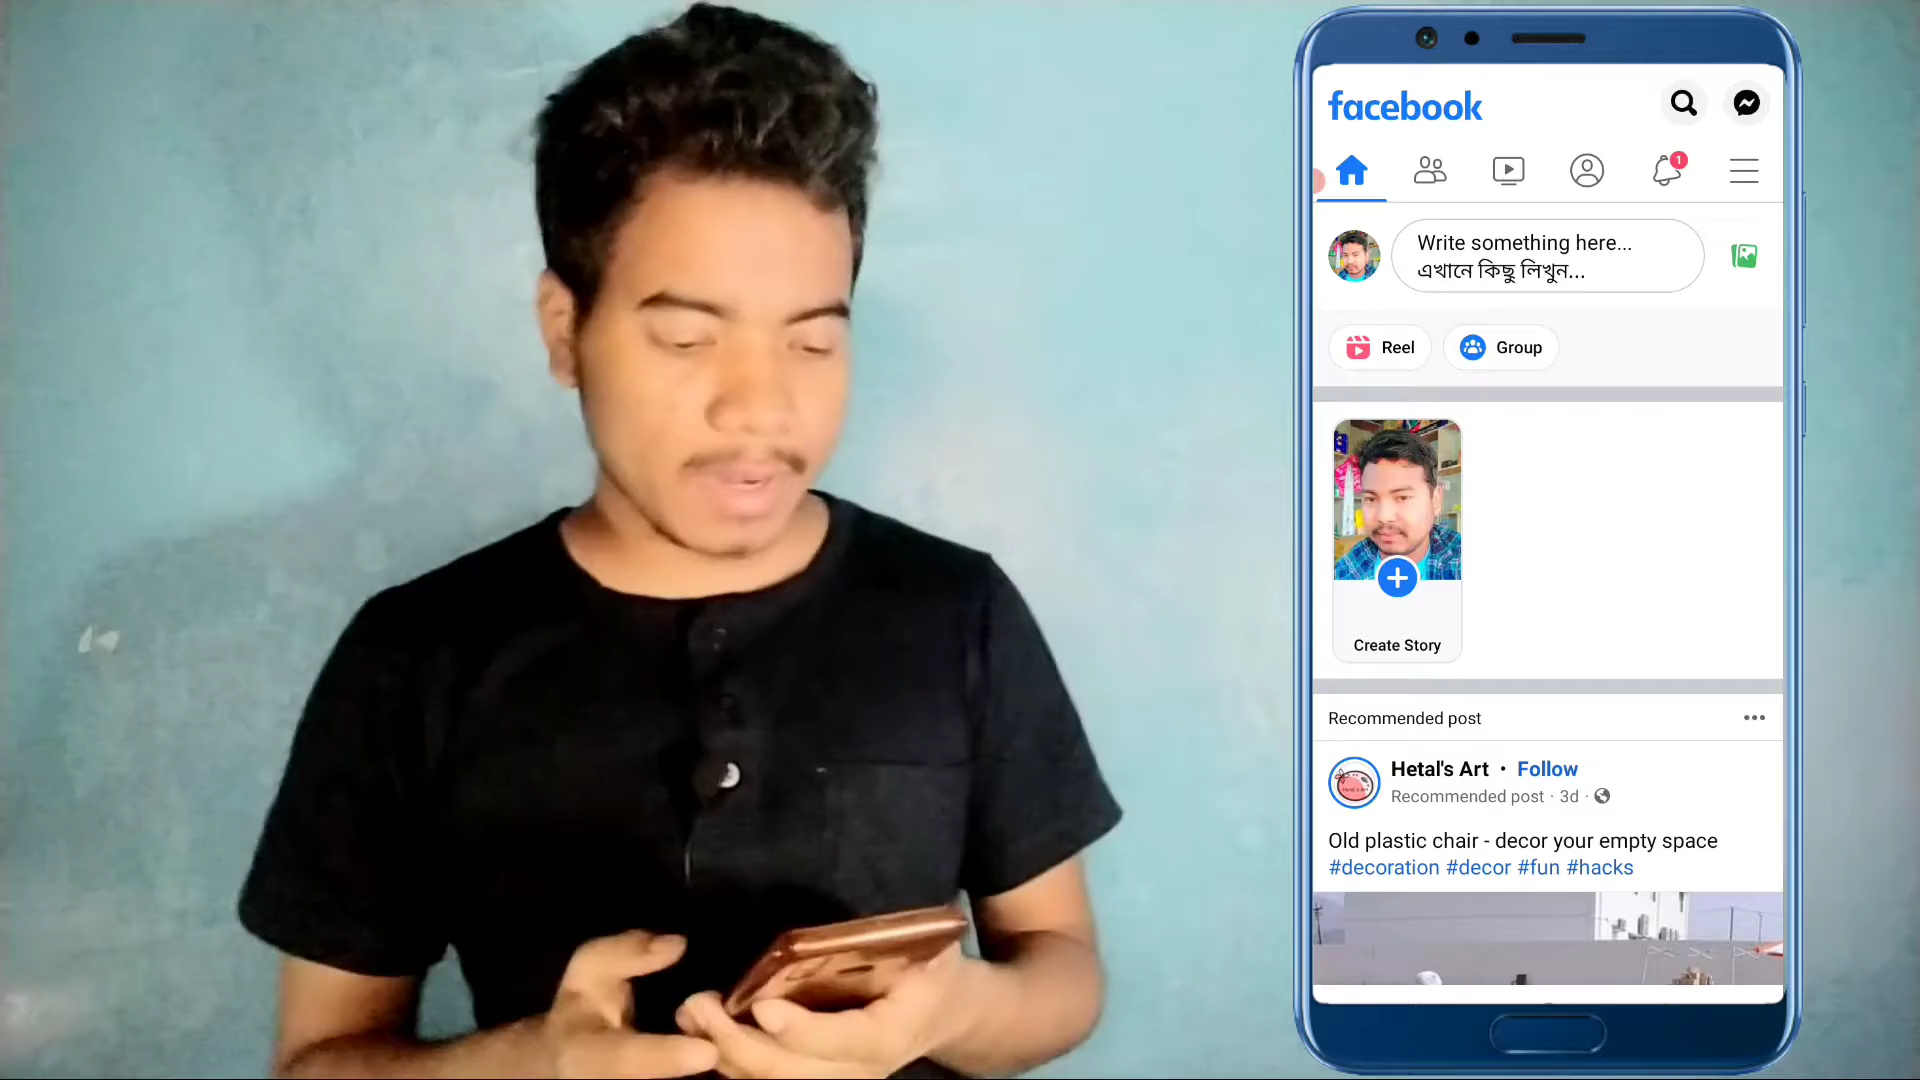 facebook
1
Write something here...
এখানে কিছু লিখুন...
Reel
Group
Create Story
Recommended post
Hetal's Art • Follow
Recommended post · 3d ·
Old plastic chair - decor your empty space
#decoration #decor #fun #hacks